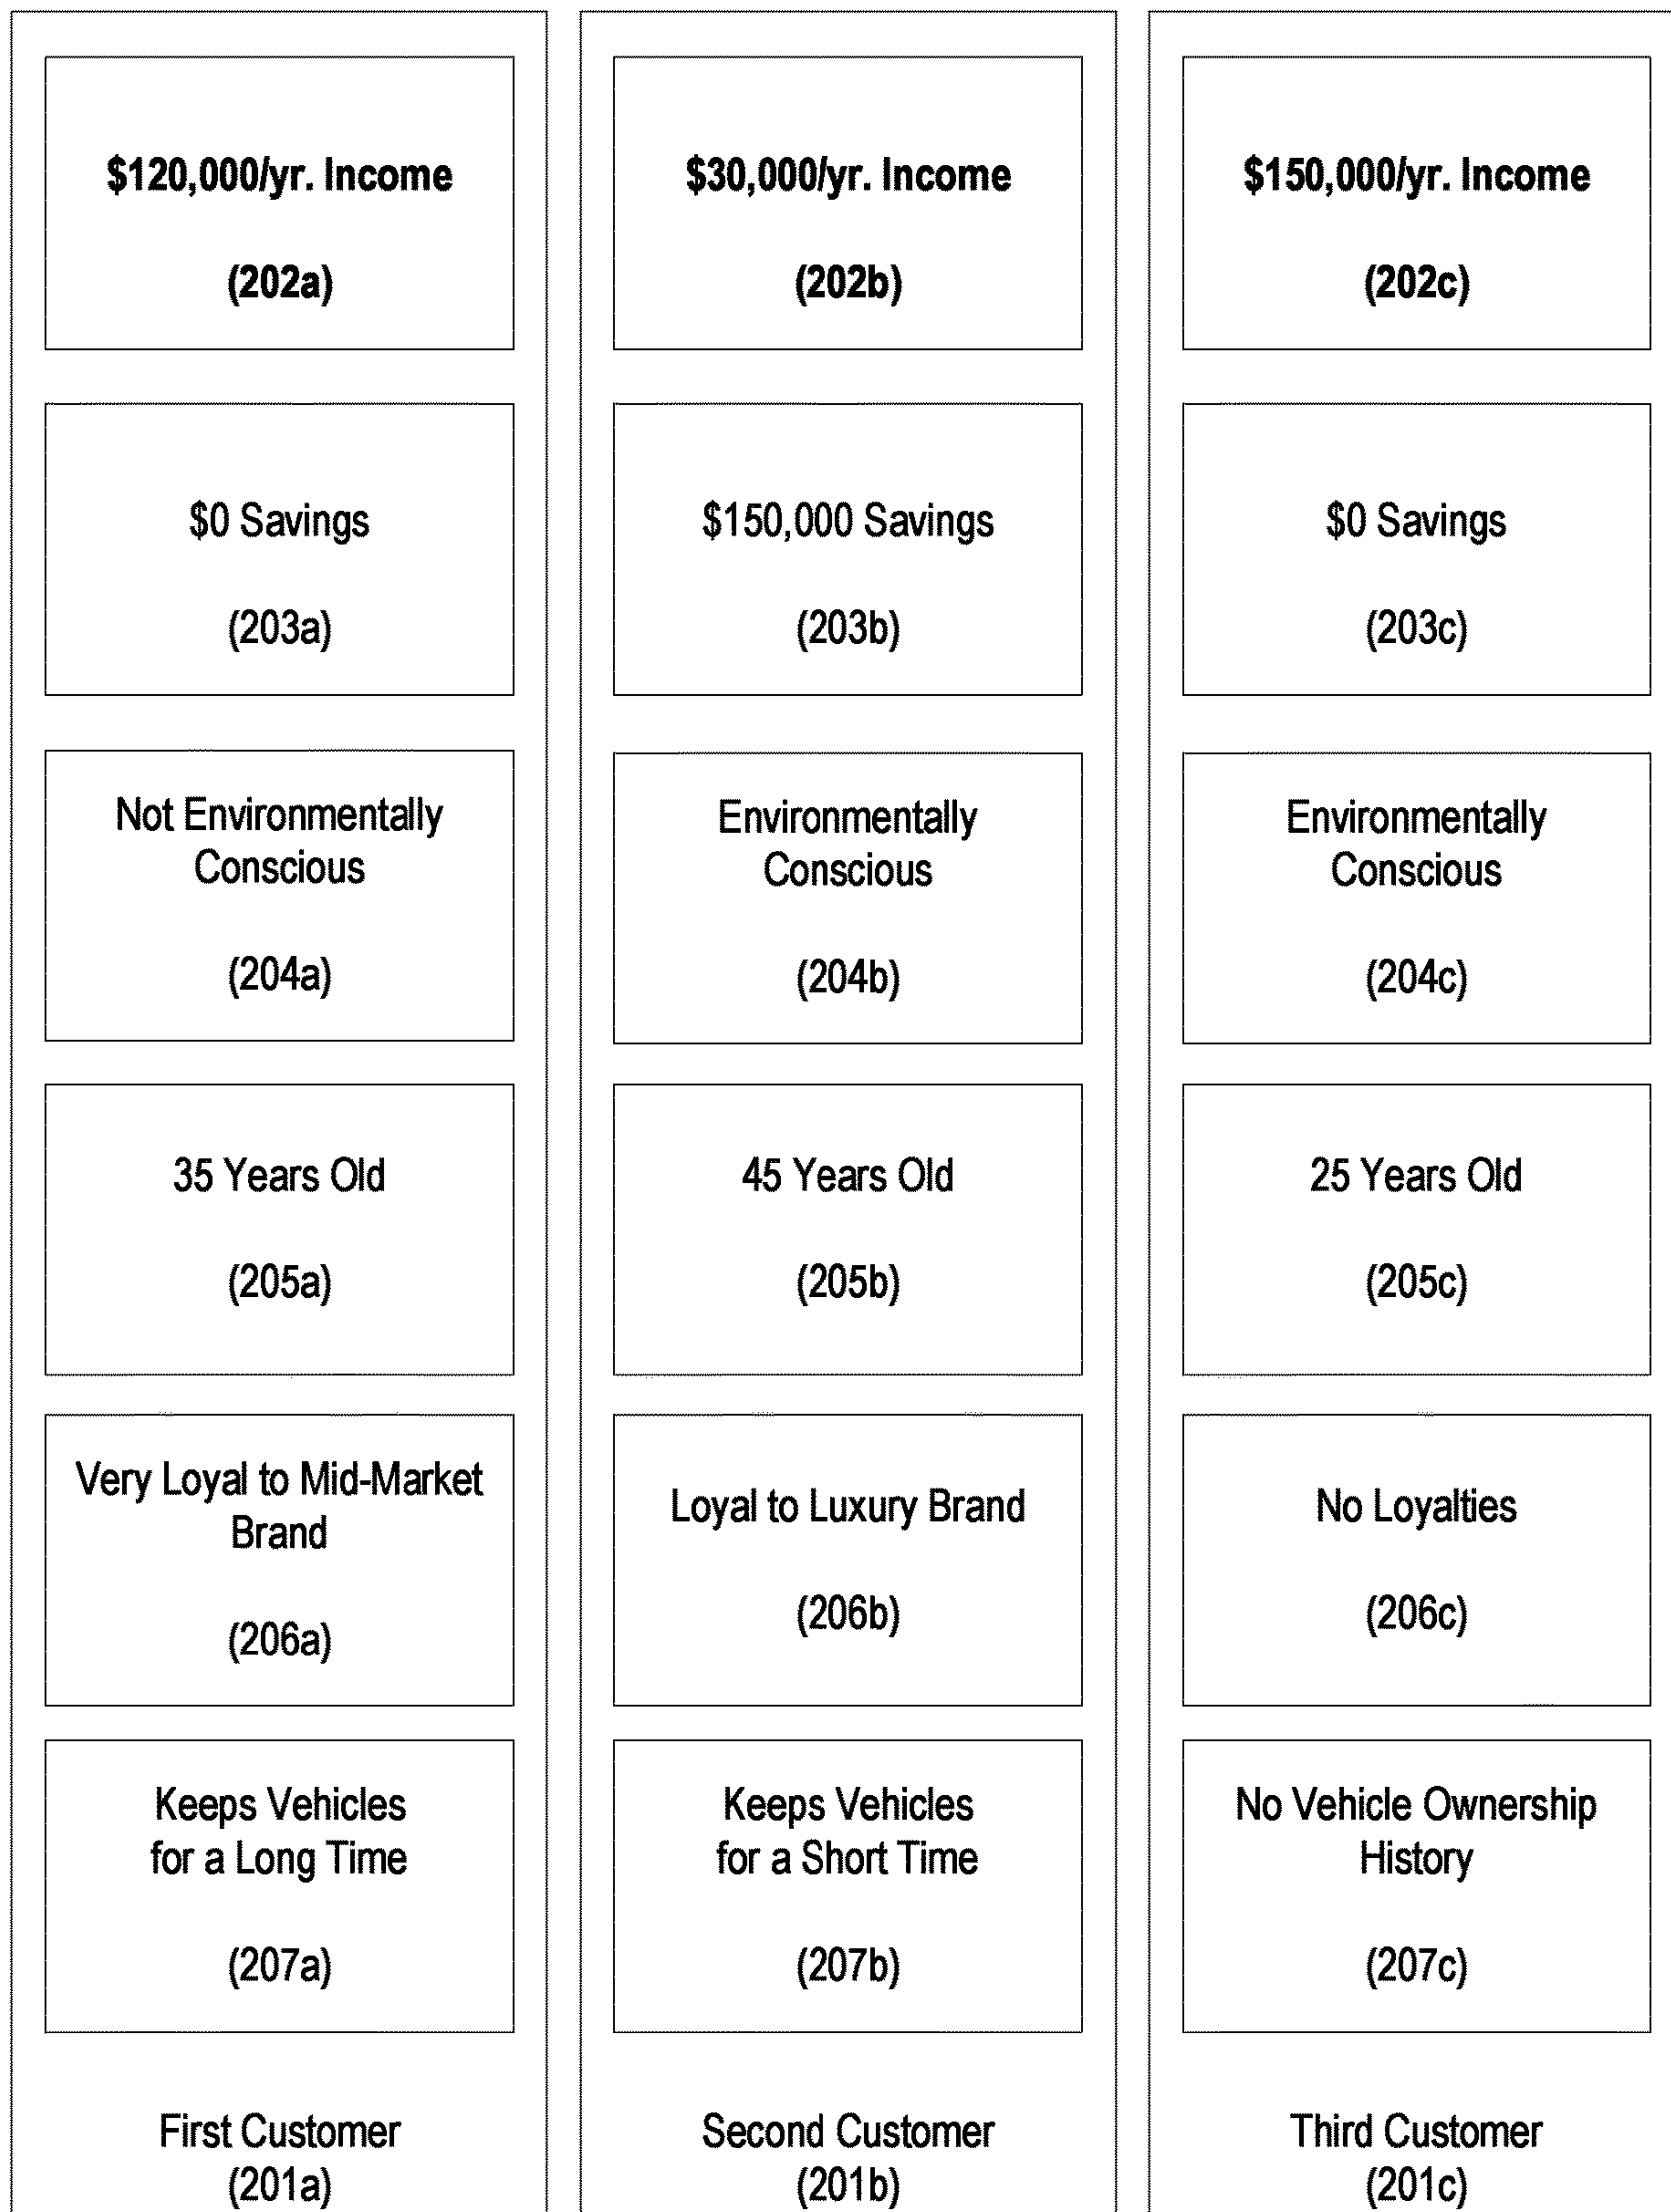 $120,000/yr. Income
(202a)
$0 Savings
(203a)
Not Environmentally
Conscious
(204a)
35 Years Old
(205a)
Very Loyal to Mid-Market
Brand
(206a)
Keeps Vehicles
for a Long Time
(207a)
First Customer
(201a)
$30,000/yr. Income
(202b)
$150,000 Savings
(203b)
Environmentally
Conscious
(204b)
45 Years Old
(205b)
Loyal to Luxury Brand
(206b)
Keeps Vehicles
for a Short Time
(207b)
Second Customer
(201b)
$150,000/yr. Income
(202c)
$0 Savings
(203c)
Environmentally
Conscious
(204c)
25 Years Old
(205c)
No Loyalties
(206c)
No Vehicle Ownership
History
(207c)
Third Customer
(201c)